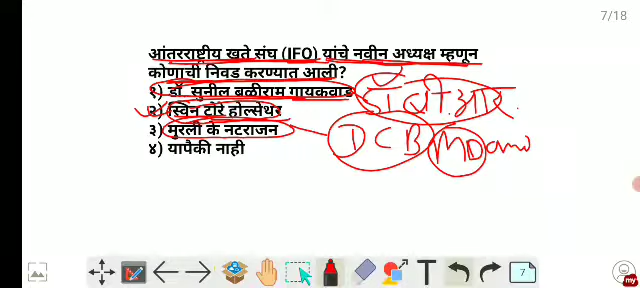 7/18
आंतरराष्ट्रीय खते संघ (IFO) यांचे नवीन अध्यक्ष म्हणून
कोणाची निवड करण्यात आली?
१) डॉ सुनील बळीराम गायकवाड
२) स्विन टोरे होल्सेथर
३) मुरली के नटराजन
DCB MD
४) यापैकी नाही
T
7
my